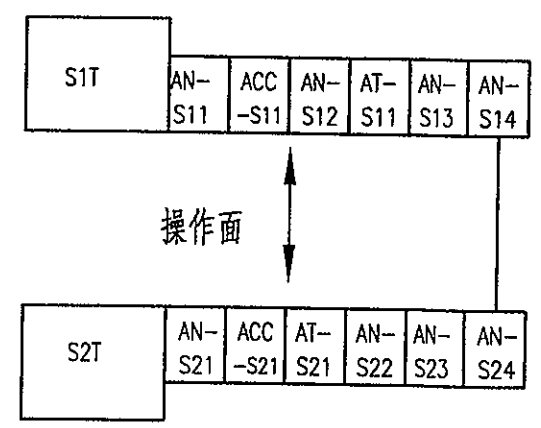 S1T
AN-
S11
ACC
-S11
AN-
S12
AT-
S11
AN-
S13
AN-
S14
操作面
S2T
AN-
S21
ACC
-S21
AT-
S21
AN-
S22
AN-
S23
AN-
S24